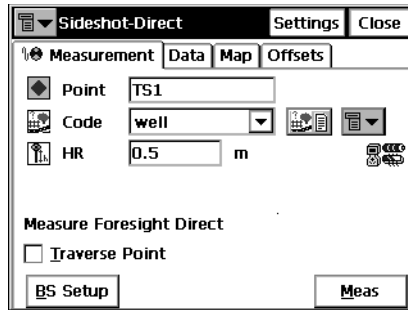 Sideshot-Direct Settings Close
Measurement Data Map Offsets
Point TS1
Code well
HR 0.5 m
Measure Foresight Direct
Traverse Point
BS Setup Meas